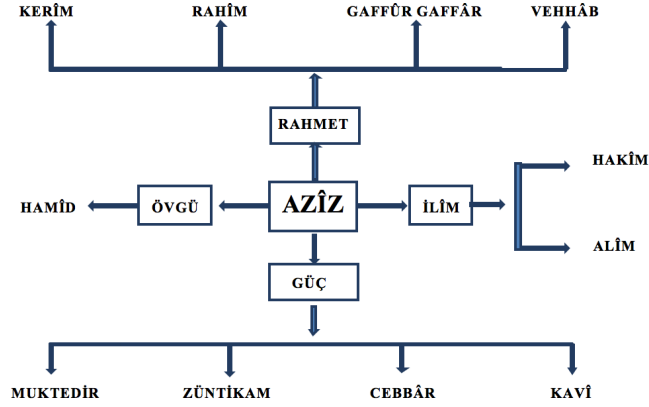 KERÎM RAHÎM GAFFÛR GAFFÂR VEHHÂB
RAHMET
HAKÎM
HAMÎD ÖVGÜ AZÎZ İLÎM
ALÎM
GÜÇ
MUKTEDİR ZÜNTİKAM CEBBÂR KAVÎ